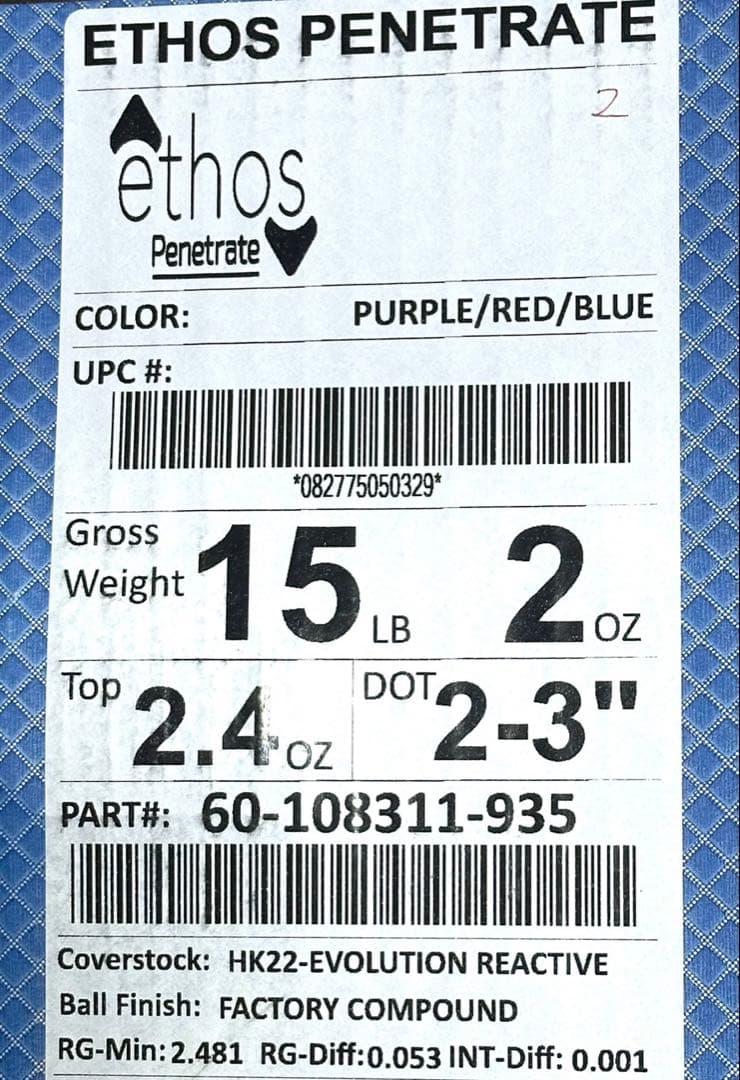 ETHOS PENETRATE
2
ethos
Penetrate
COLOR: PURPLE/RED/BLUE
UPC #:
*082775050329*
Gross Weight 15 LB 2 OZ
Top 2.4 OZ DOT 2-3"
PART#: 60-108311-935
Coverstock: HK22-EVOLUTION REACTIVE
Ball Finish: FACTORY COMPOUND
RG-Min: 2.481 RG-Diff:0.053 INT-Diff: 0.001